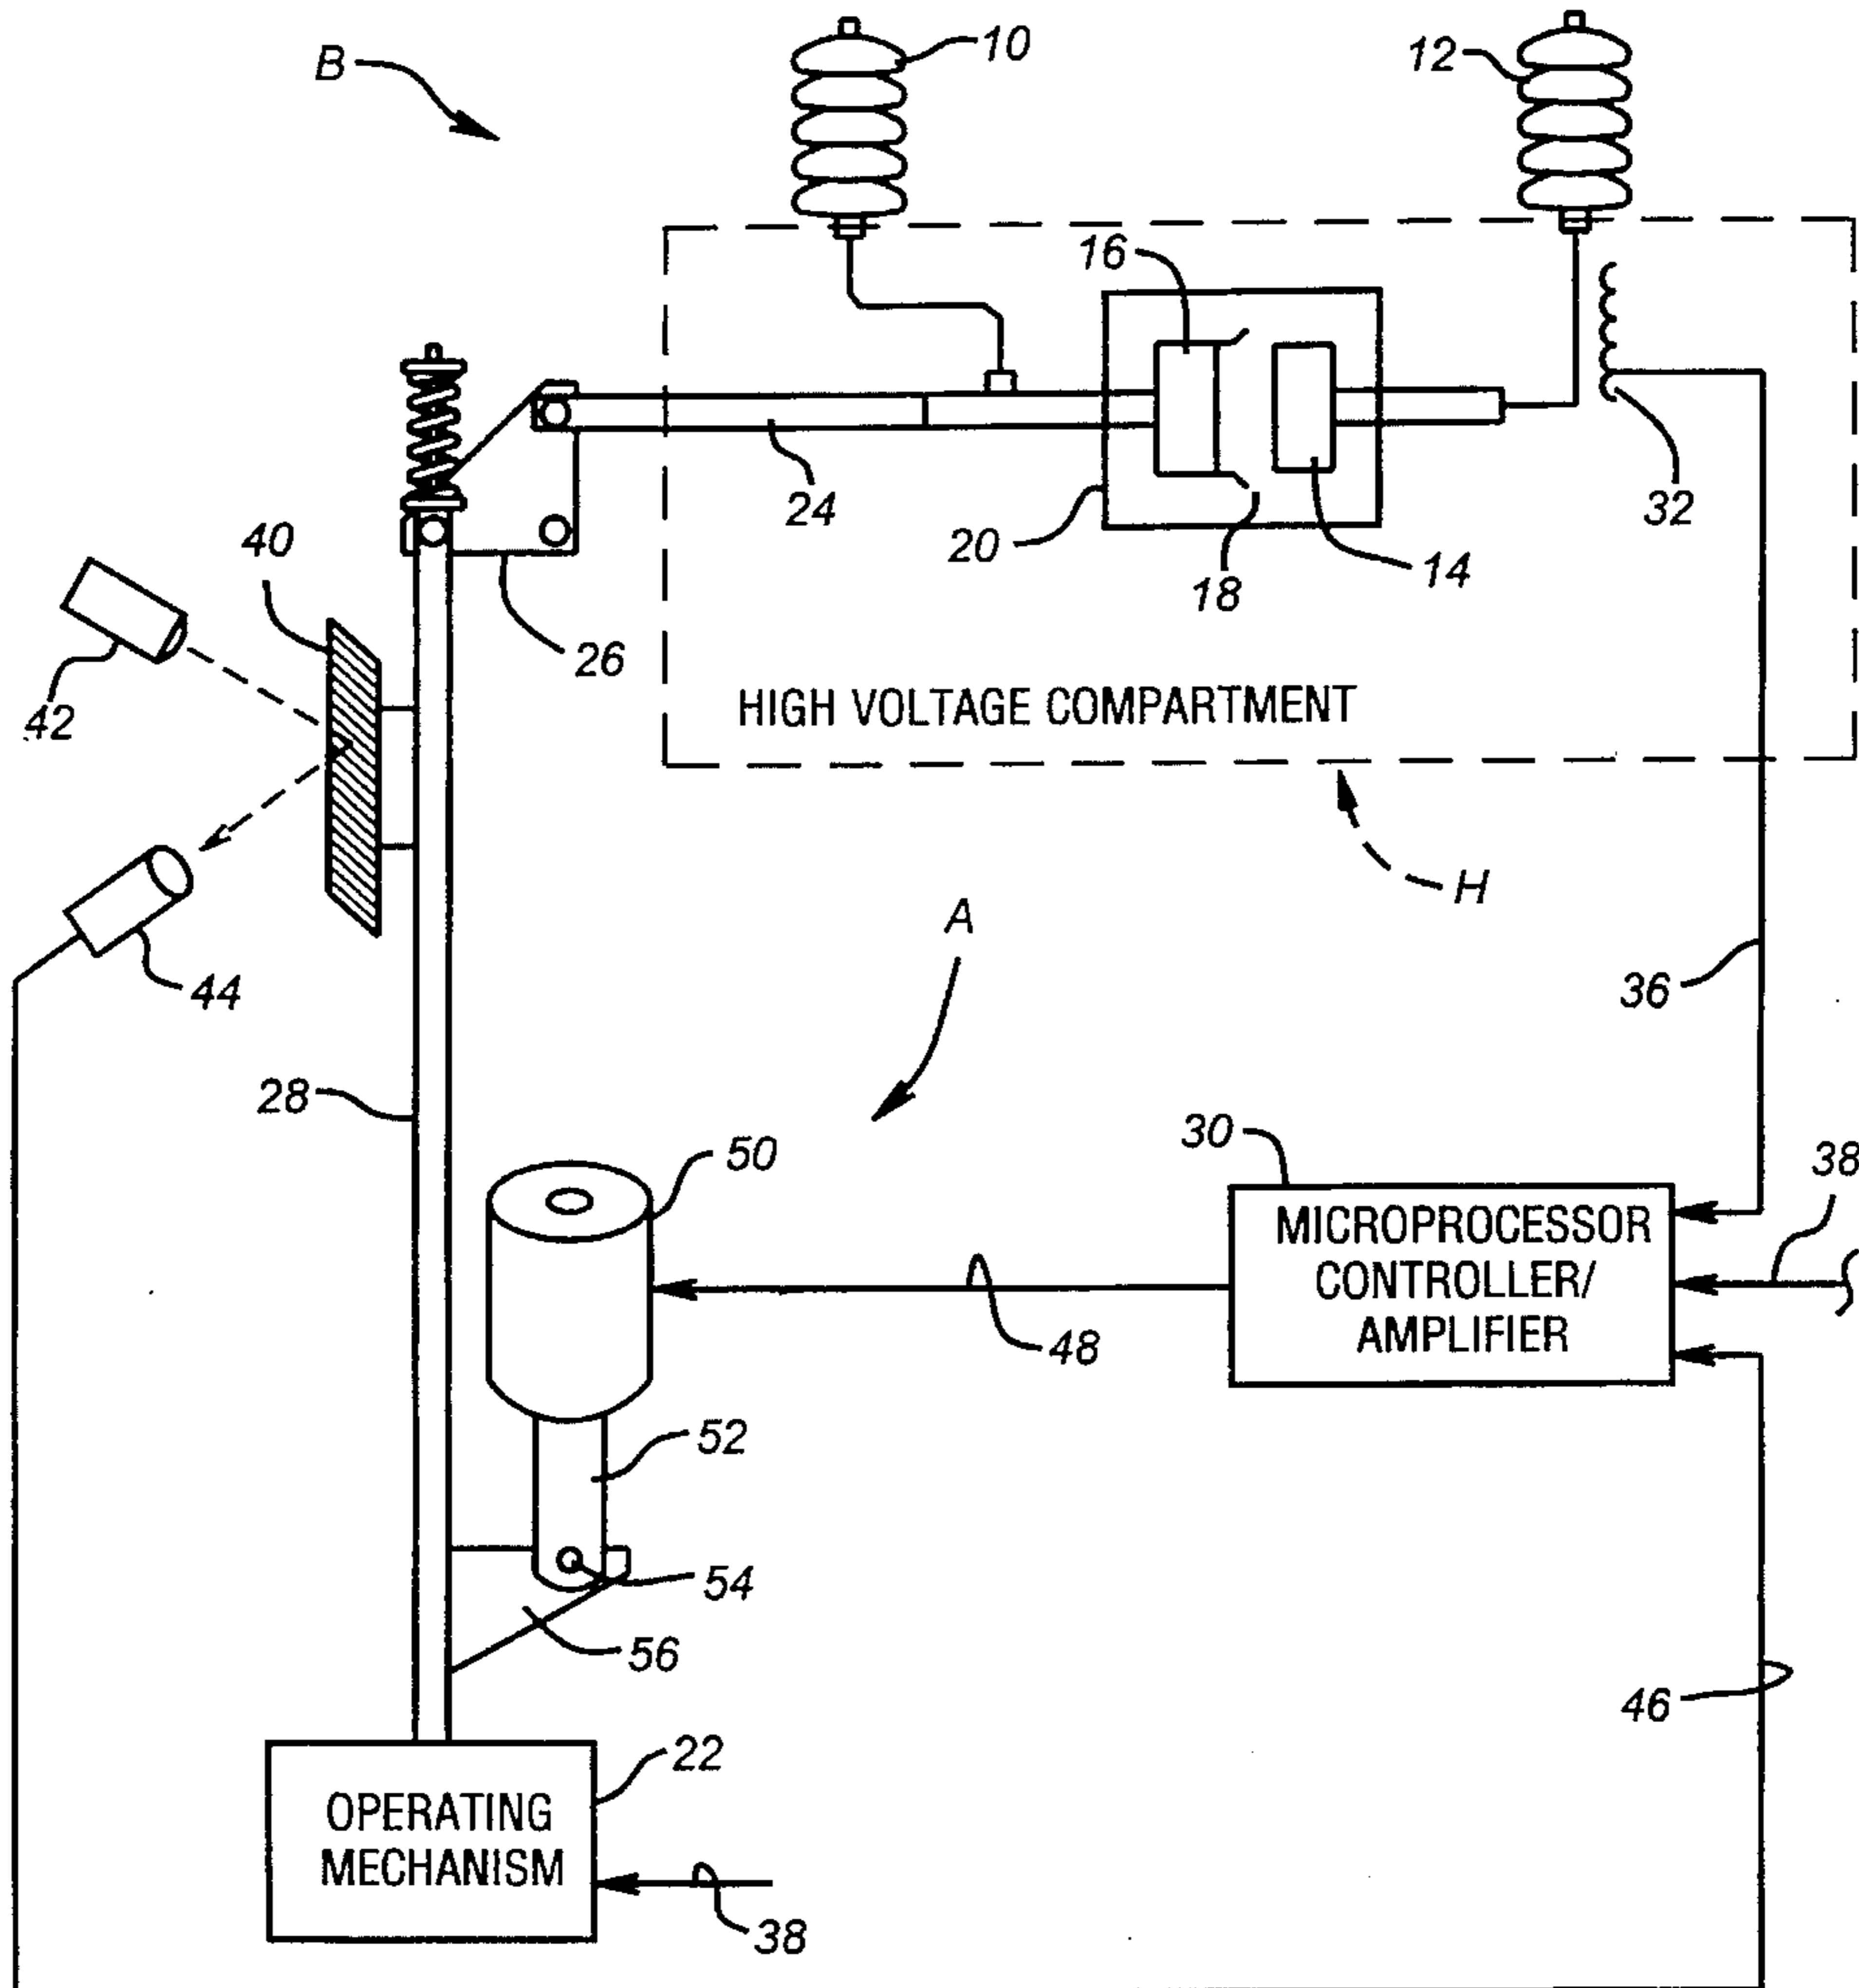 B
10
12
16
32
24
20
18
14
40
26
42
HIGH VOLTAGE COMPARTMENT
H
A
44
36
28
50
30
38
MICROPROCESSOR
CONTROLLER/
AMPLIFIER
48
52
54
56
46
22
OPERATING
MECHANISM
38